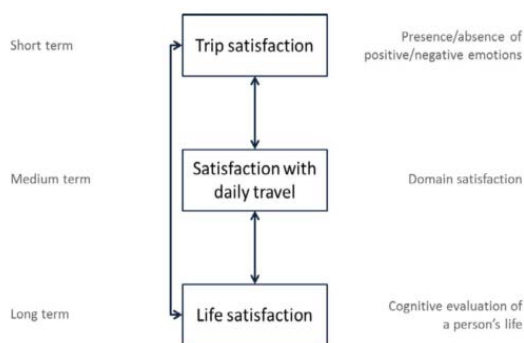 Short term
Trip satisfaction
Presence/absence of
positive/negative emotions
Medium term
Satisfaction with
daily travel
Domain satisfaction
Long term
Life satisfaction
Cognitive evaluation of
a person's life